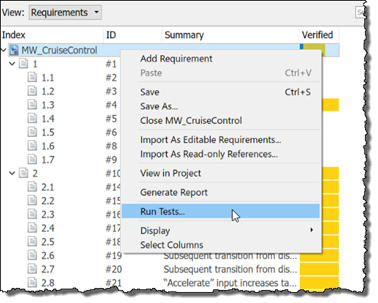 View: Requirements
Index ID Summary Verified
MW_CruiseControl
1 #1
1.1 #2
1.2 #3
1.3 #4
1.4 #5
1.5 #6
1.6 #7
1.7 #9
2 #10
2.1 #13
2.2 #14
2.3 #16
2.4 #17
2.5 #18
2.6 #19 Subsequent transition from dis...
2.7 #20 Subsequent transition from dis...
2.8 #21 "Accelerate" input increases ta...
Add Requirement
Paste Ctrl+V
Save Ctrl+S
Save As...
Close MW_CruiseControl
Import As Editable Requirements...
Import As Read-only References...
View in Project
Generate Report
Run Tests...
Display
Select Columns